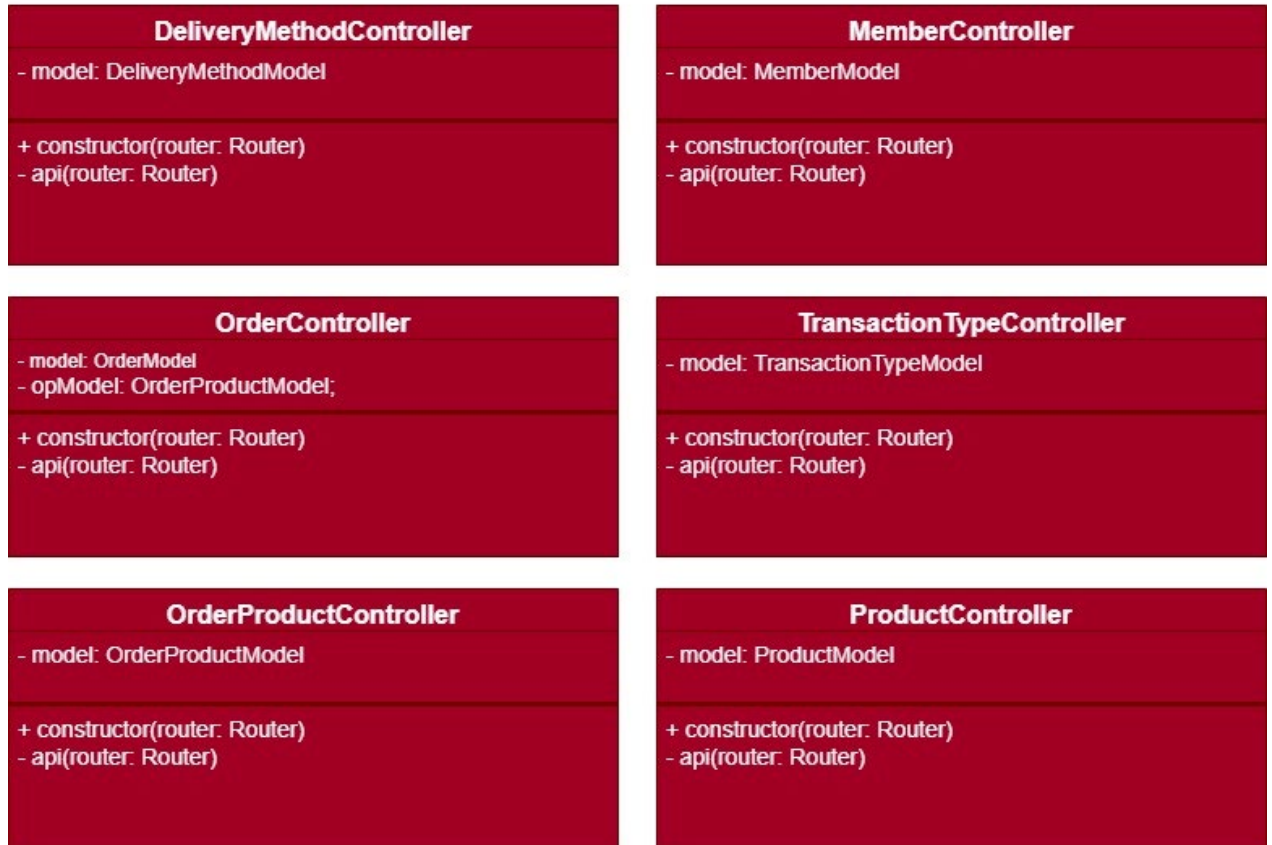 DeliveryMethodController
- model: DeliveryMethodModel
+ constructor(router: Router)
- api(router: Router)
MemberController
- model: MemberModel
+ constructor(router: Router)
- api(router: Router)
OrderController
- model: OrderModel
- opModel: OrderProductModel;
+ constructor(router: Router)
- api(router: Router)
TransactionTypeController
- model: TransactionTypeModel
+ constructor(router: Router)
- api(router: Router)
OrderProductController
- model: OrderProductModel
+ constructor(router: Router)
- api(router: Router)
ProductController
- model: ProductModel
+ constructor(router: Router)
- api(router: Router)